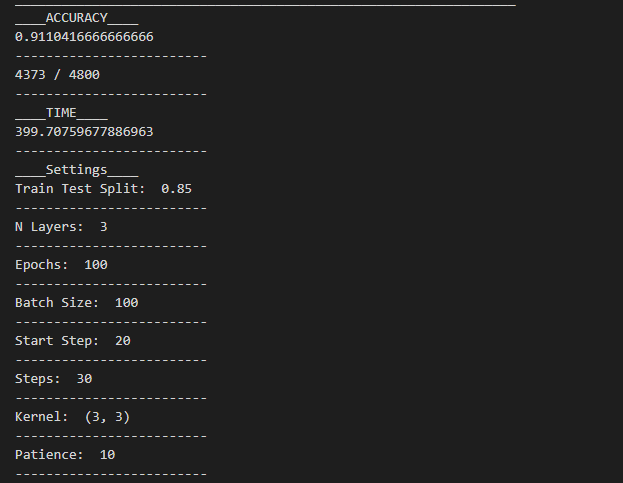 ____ACCURACY____
0.9110416666666666
-------------------------
4373 / 4800
-------------------------
____TIME____
399.70759677886963
-------------------------
____Settings____
Train Test Split:  0.85
-------------------------
N Layers:  3
-------------------------
Epochs:  100
-------------------------
Batch Size:  100
-------------------------
Start Step:  20
-------------------------
Steps:  30
-------------------------
Kernel:  (3, 3)
-------------------------
Patience:  10
-------------------------